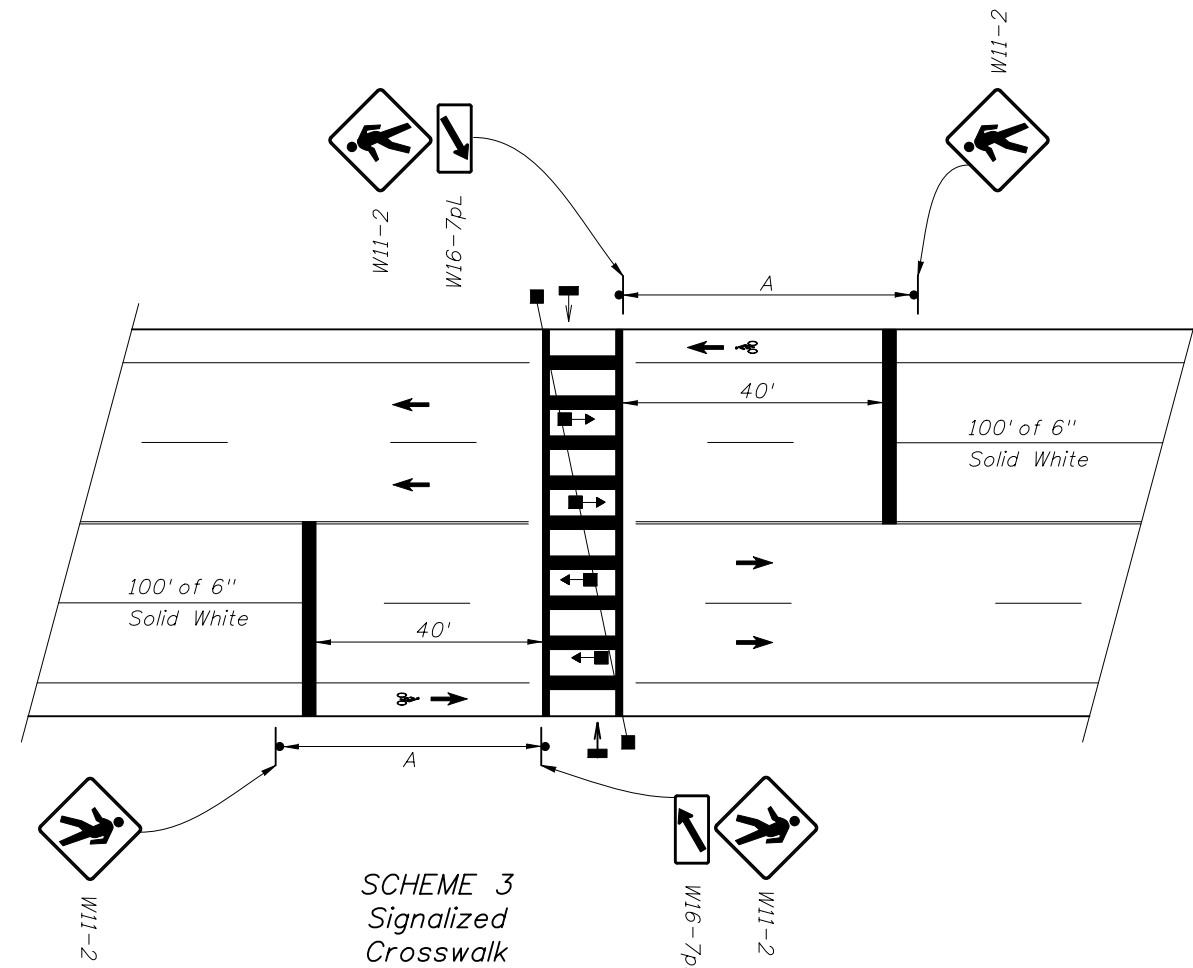 W11-2
W11-2
W16-7pL
A
40'
100' of 6"
Solid White
100' of 6"
Solid White
40'
A
W11-2
W16-7p
W11-2
SCHEME 3
Signalized
Crosswalk